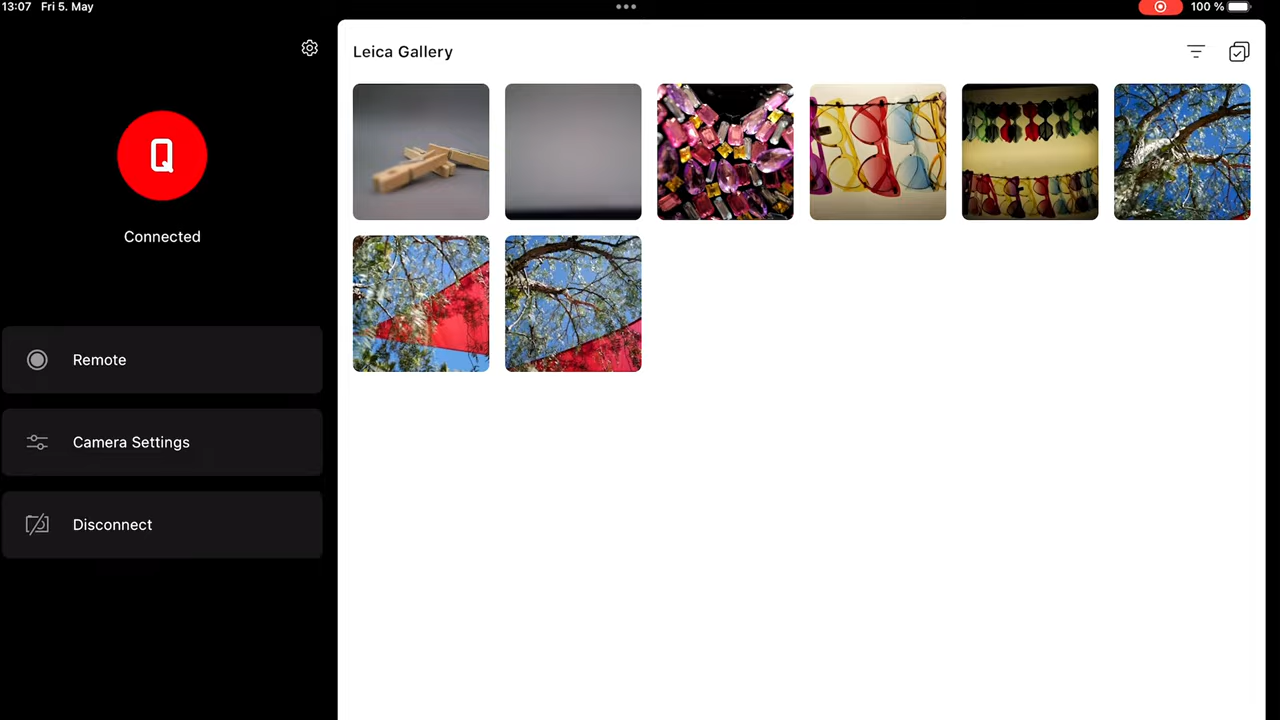 13:07 Fri 5. May
100 %
Leica Gallery
Q
Connected
Remote
Camera Settings
Disconnect